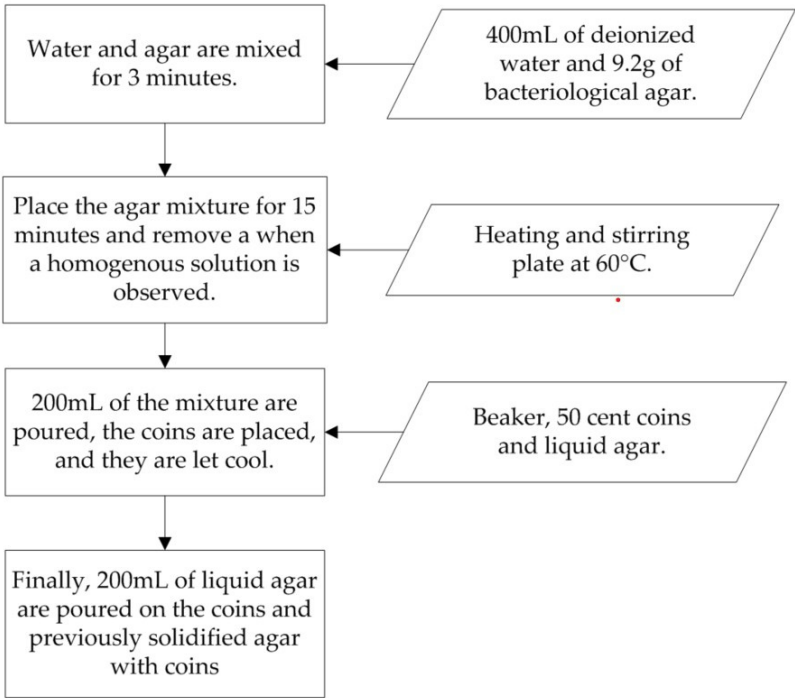 Water and agar are mixed
for 3 minutes.
400mL of deionized
water and 9.2g of
bacteriological agar.
Place the agar mixture for 15
minutes and remove a when
a homogenous solution is
observed.
Heating and stirring
plate at 60°C.
200mL of the mixture are
poured, the coins are placed,
and they are let cool.
Beaker, 50 cent coins
and liquid agar.
Finally, 200mL of liquid agar
are poured on the coins and
previously solidified agar
with coins